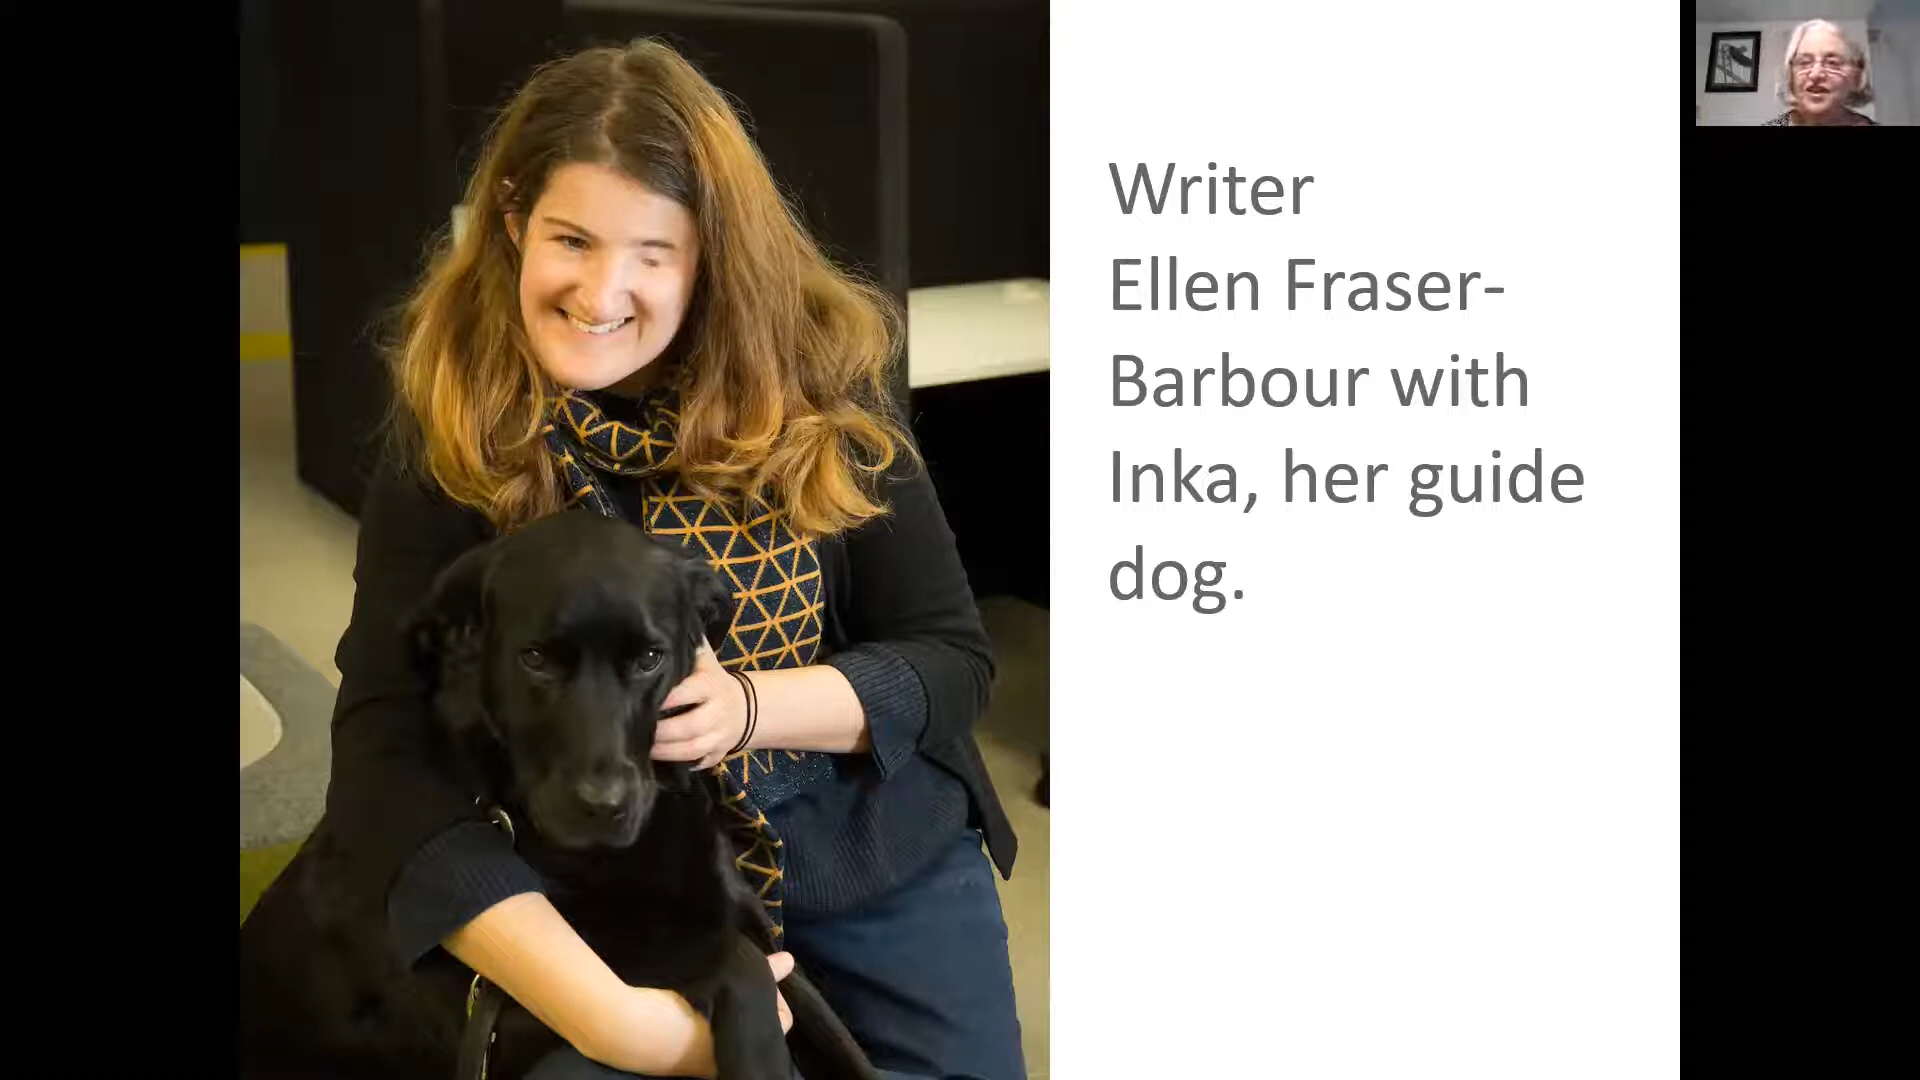 Writer
Ellen Fraser-
Barbour with
Inka, her guide
dog.